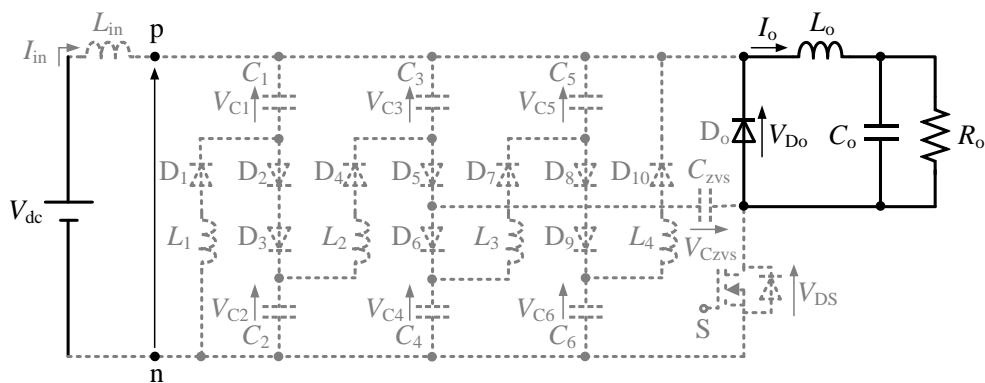 I_in L_in p I_o L_o
C_1 C_3 C_5
V_C1 V_C3 V_C5
D_o V_Do C_o R_o
D_1 D_2 D_4 D_5 D_7 D_8 D_10 C_zvs
V_dc
L_1 D_3 L_2 D_6 L_3 D_9 L_4 V_Czvs
V_C2 V_C4 V_C6 V_DS
C_2 C_4 C_6 S
n